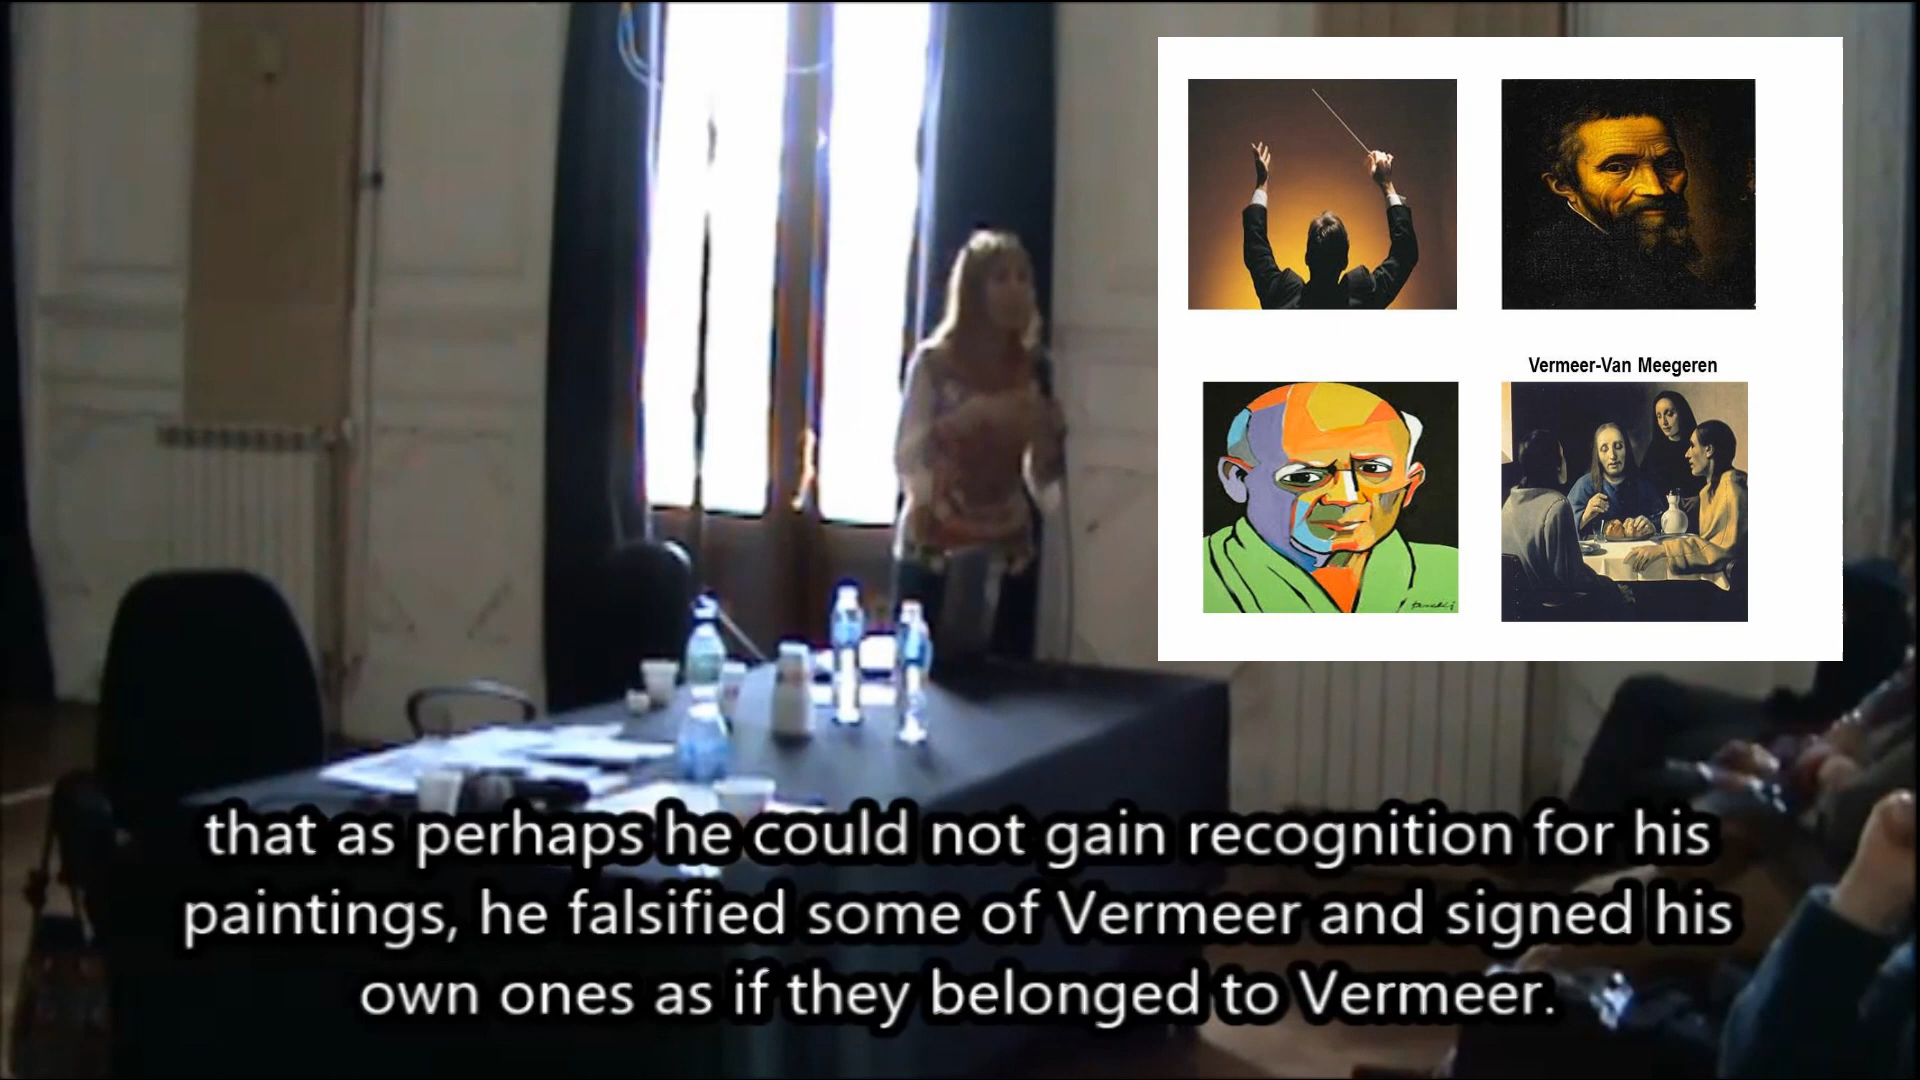 Vermeer-Van Meegeren
that as perhaps he could not gain recognition for his
paintings, he falsified some of Vermeer and signed his
own ones as if they belonged to Vermeer.